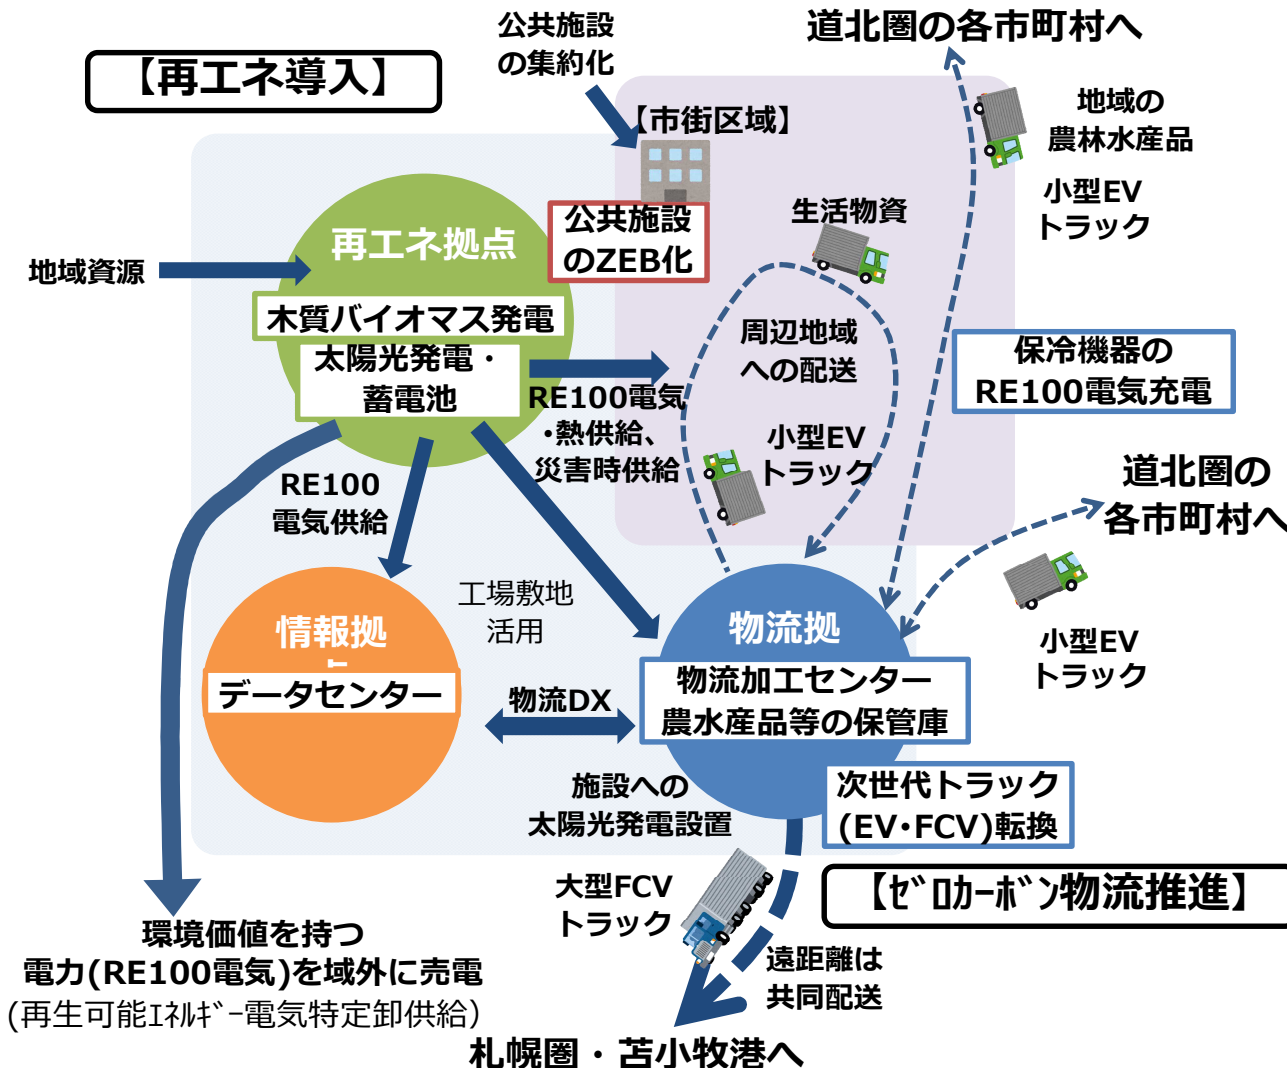 【再エネ導入】
公共施設
の集約化
道北圏の各市町村へ
【市街区域】
地域の
農林水産品
小型EV
トラック
生活物資
公共施設
のZEB化
再エネ拠点
地域資源
木質バイオマス発電
太陽光発電・
蓄電池
周辺地域
への配送
保冷機器の
RE100電気充電
RE100電気
・熱供給、
災害時供給
小型EV
トラック
道北圏の
各市町村へ
RE100
電気供給
工場敷地
活用
情報拠
データセンター
物流拠
物流加工センター
農水産品等の保管庫
小型EV
トラック
物流DX
施設への
太陽光発電設置
次世代トラック
(EV・FCV)転換
大型FCV
トラック
【ｾﾞﾛｶｰﾎﾞﾝ物流推進】
環境価値を持つ
電力(RE100電気)を域外に売電
(再生可能ｴﾈﾙｷﾞｰ電気特定卸供給)
遠距離は
共同配送
札幌圏・苫小牧港へ